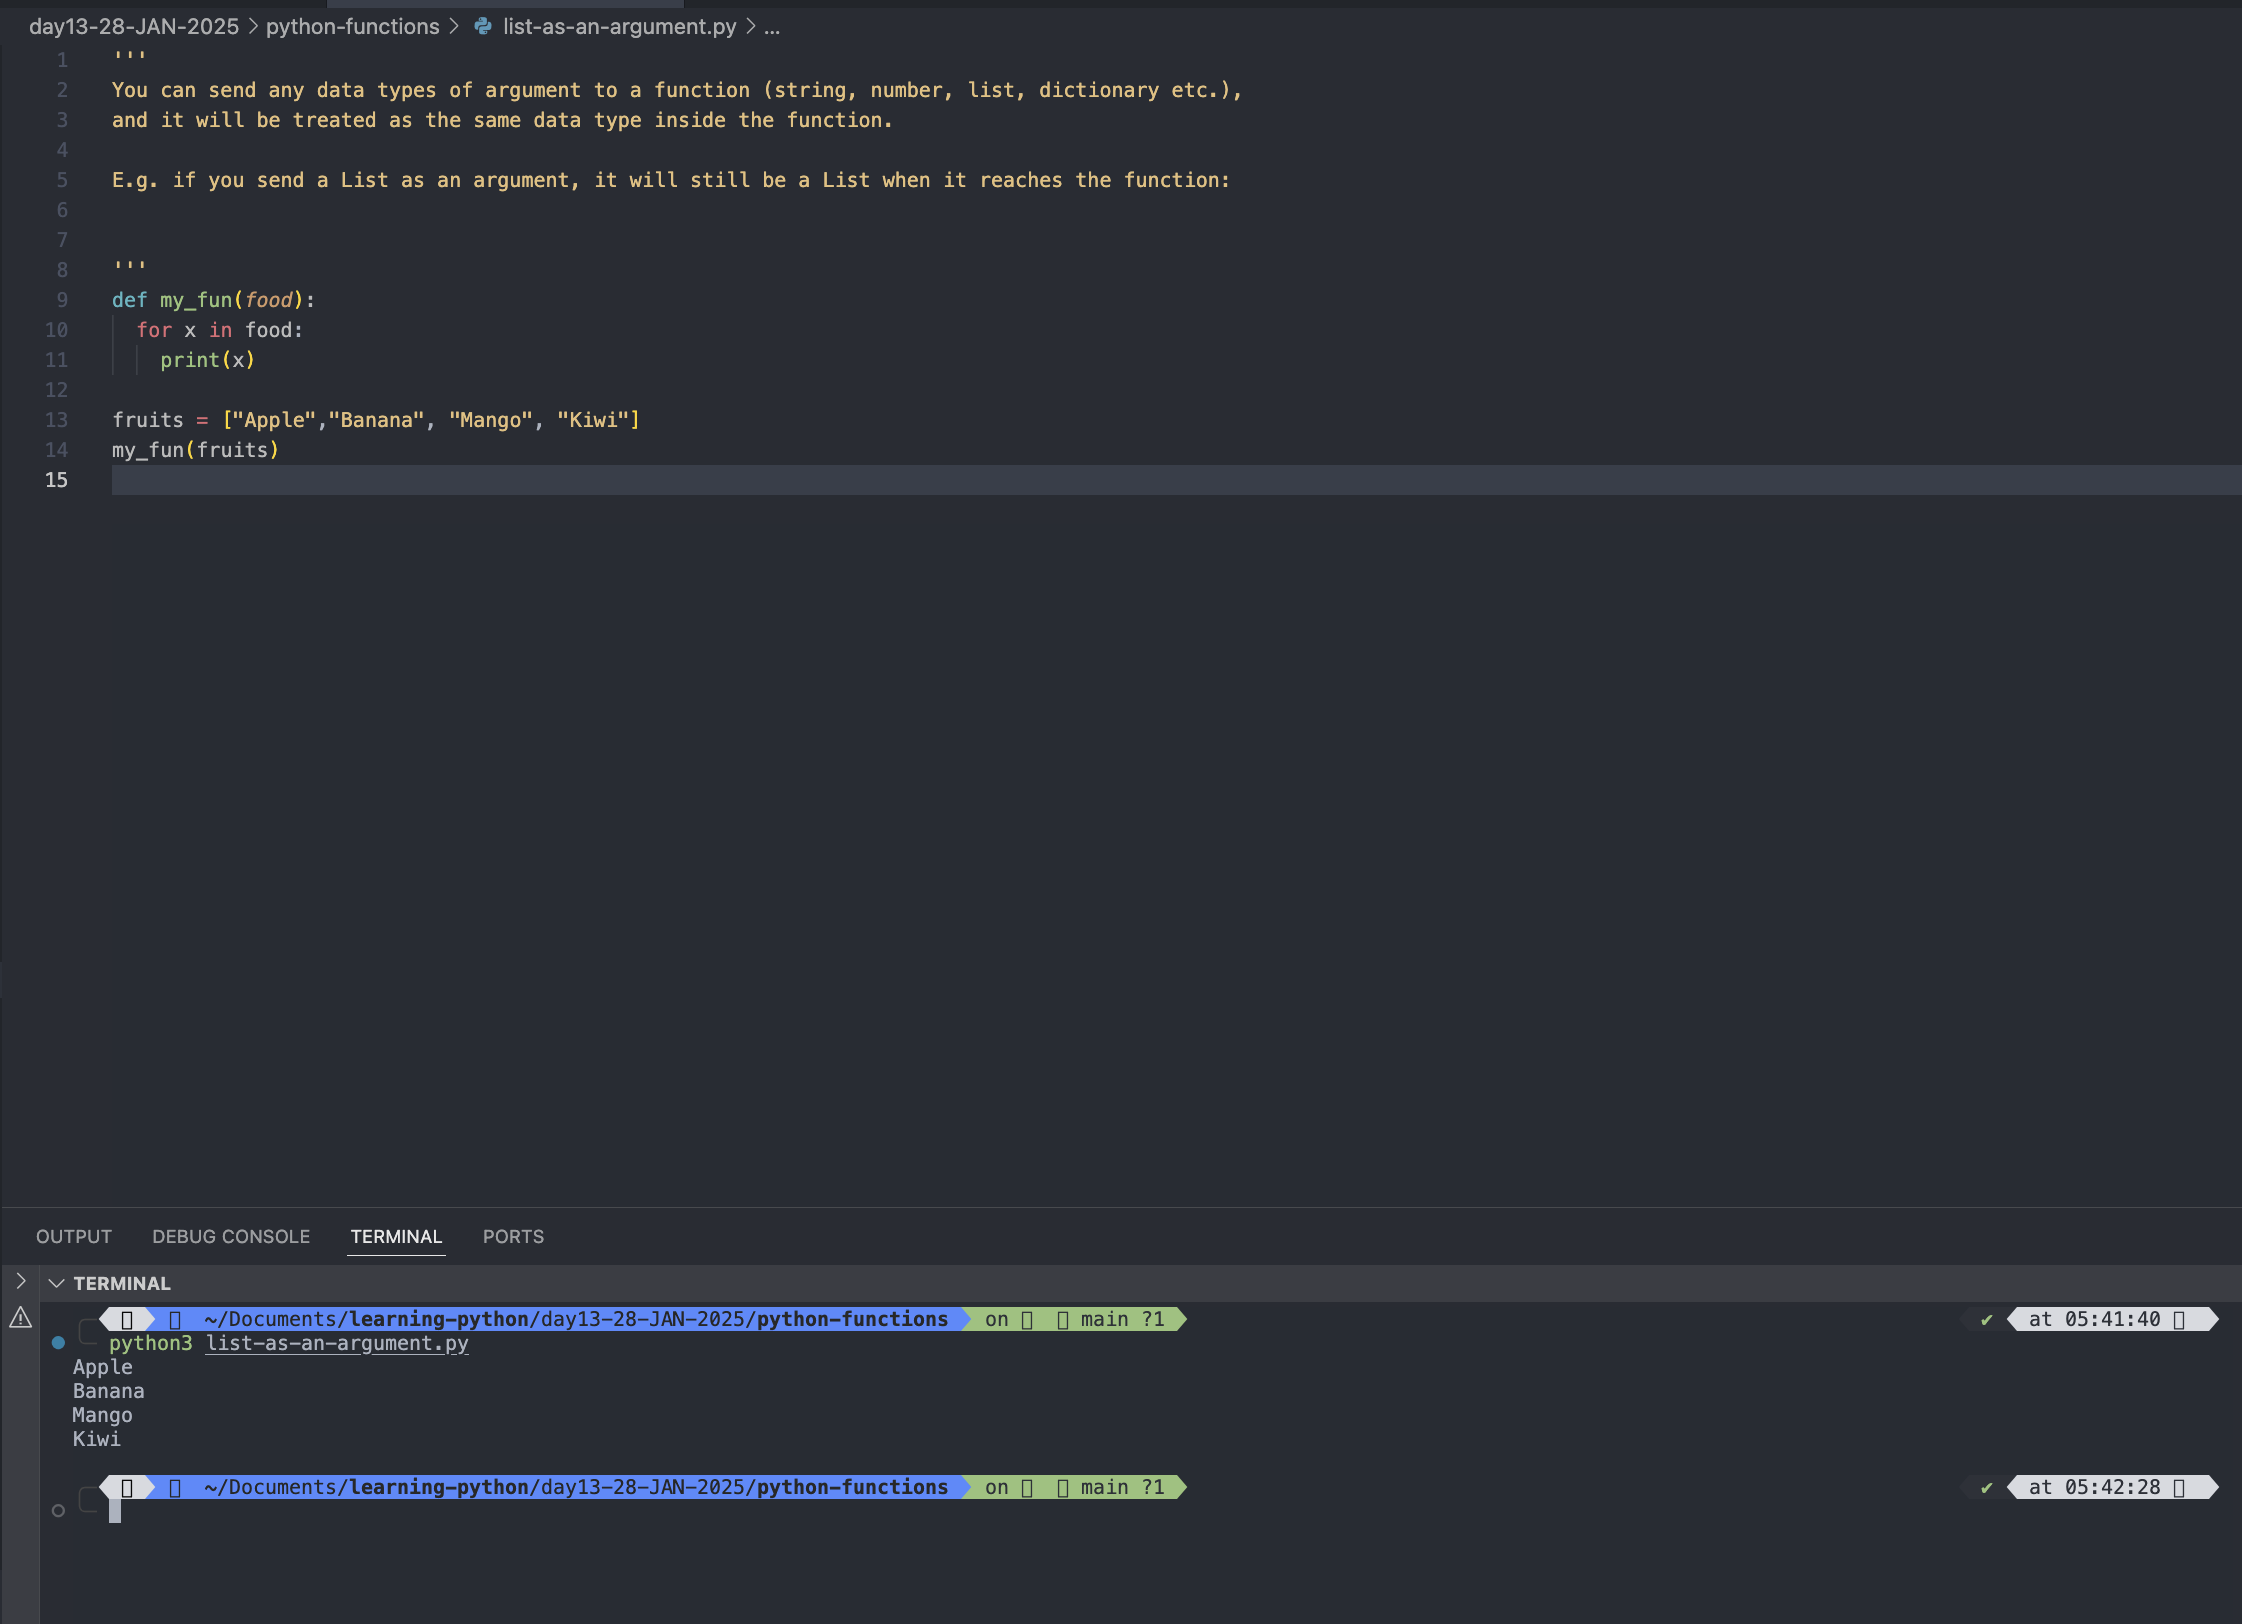 day13-28-JAN-2025 > python-functions > list-as-an-argument.py > ...
1 '''
2 You can send any data types of argument to a function (string, number, list, dictionary etc.),
3 and it will be treated as the same data type inside the function.
4
5 E.g. if you send a List as an argument, it will still be a List when it reaches the function:
6
7
8 '''
9 def my_fun(food):
10 for x in food:
11 print(x)
12
13 fruits = ["Apple","Banana", "Mango", "Kiwi"]
14 my_fun(fruits)
15
OUTPUT DEBUG CONSOLE TERMINAL PORTS
TERMINAL
~/Documents/learning-python/day13-28-JAN-2025/python-functions on main ?1 ✔ at 05:41:40
python3 list-as-an-argument.py
Apple
Banana
Mango
Kiwi
~/Documents/learning-python/day13-28-JAN-2025/python-functions on main ?1 ✔ at 05:42:28